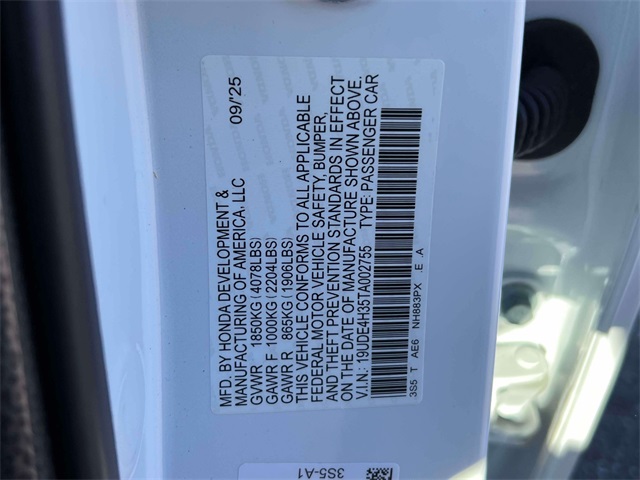 MFD. BY HONDA DEVELOPMENT & 09/'25
MANUFACTURING OF AMERICA, LLC
GVWR 1850KG (4078LBS)
GAWR F 1000KG (2204LBS)
GAWR R 865KG (1906LBS)
THIS VEHICLE CONFORMS TO ALL APPLICABLE
FEDERAL MOTOR VEHICLE SAFETY, BUMPER,
AND THEFT PREVENTION STANDARDS IN EFFECT
ON THE DATE OF MANUFACTURE SHOWN ABOVE.
V.I.N.: 19UDE4H35TA002755 TYPE: PASSENGER CAR
3S5 T AE6 NH883PX .E .A
3S5-A1